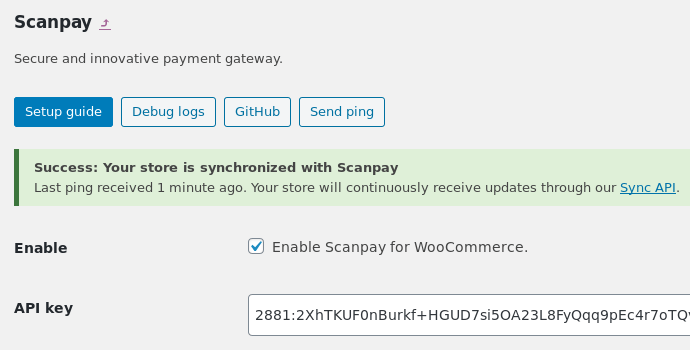 Scanpay
Secure and innovative payment gateway.
Setup guide Debug logs GitHub Send ping
Success: Your store is synchronized with Scanpay
Last ping received 1 minute ago. Your store will continuously receive updates through our Sync API.
Enable Enable Scanpay for WooCommerce.
API key 2881:2XhTKUF0nBurkf+HGUD7si5OA23L8FyQqq9pEc4r7oTQv